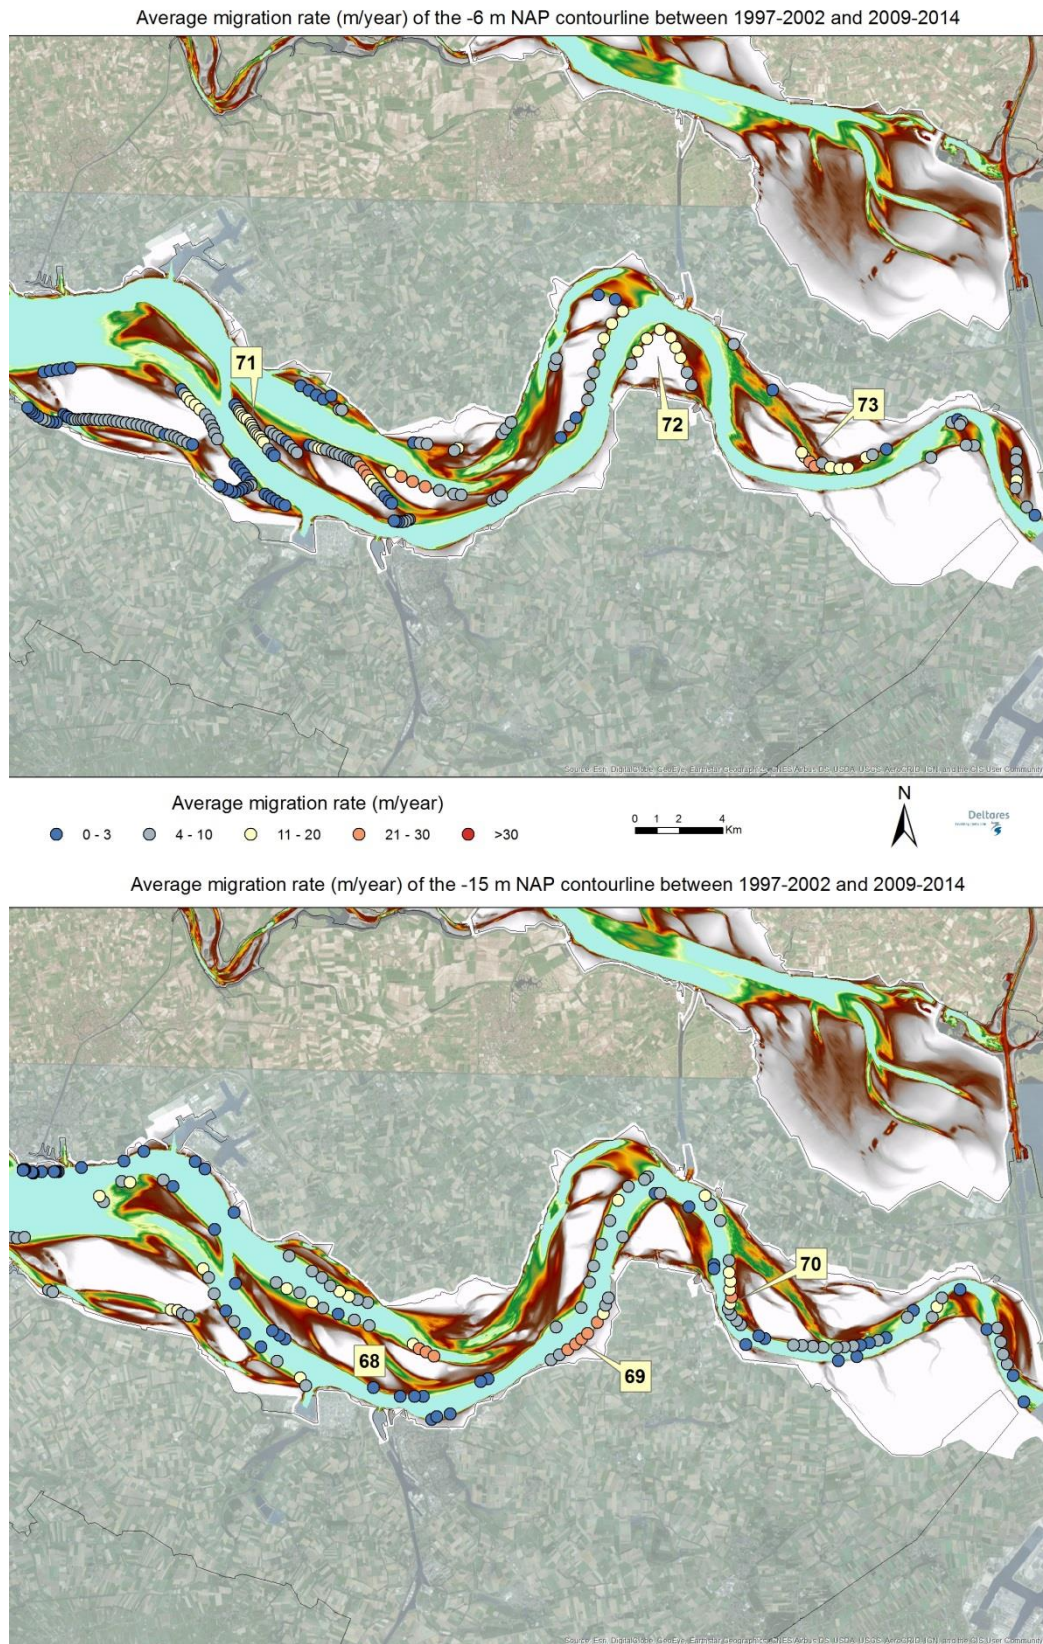 Average migration rate (m/year) of the -6 m NAP contourline between 1997-2002 and 2009-2014
71
72
73
Average migration rate (m/year)
0 - 3
4 - 10
11 - 20
21 - 30
>30
0 1 2 4
Km
N
Deltares
Average migration rate (m/year) of the -15 m NAP contourline between 1997-2002 and 2009-2014
70
68
69